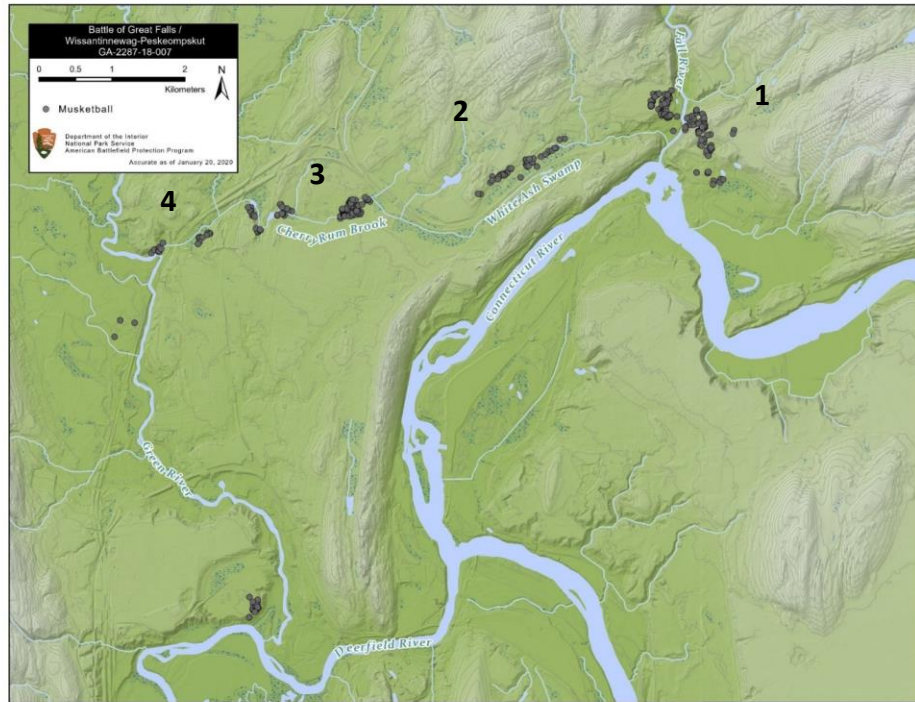 Battle of Great Falls /
Wissantinnewag-Peskeompskut
GA-2287-18-007
0 0.5 1 2
Kilometers
N
Musketball
Department of the Interior
National Park Service
American Battlefield Protection Program
Accurate as of January 20, 2020
Fall River
1
2
3
4
White Ash Swamp
Cherry Rum Brook
Connecticut River
Green River
Deerfield River